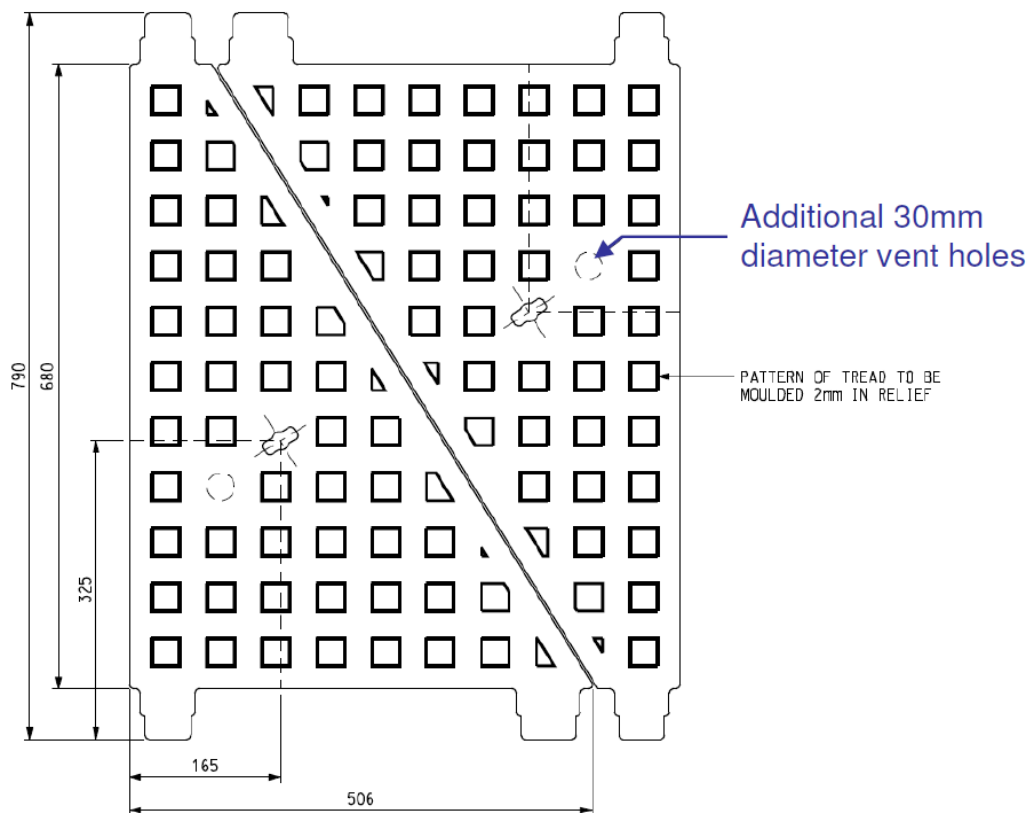 Additional 30mm
diameter vent holes
PATTERN OF TREAD TO BE
MOULDED 2mm IN RELIEF
790
680
325
165
506